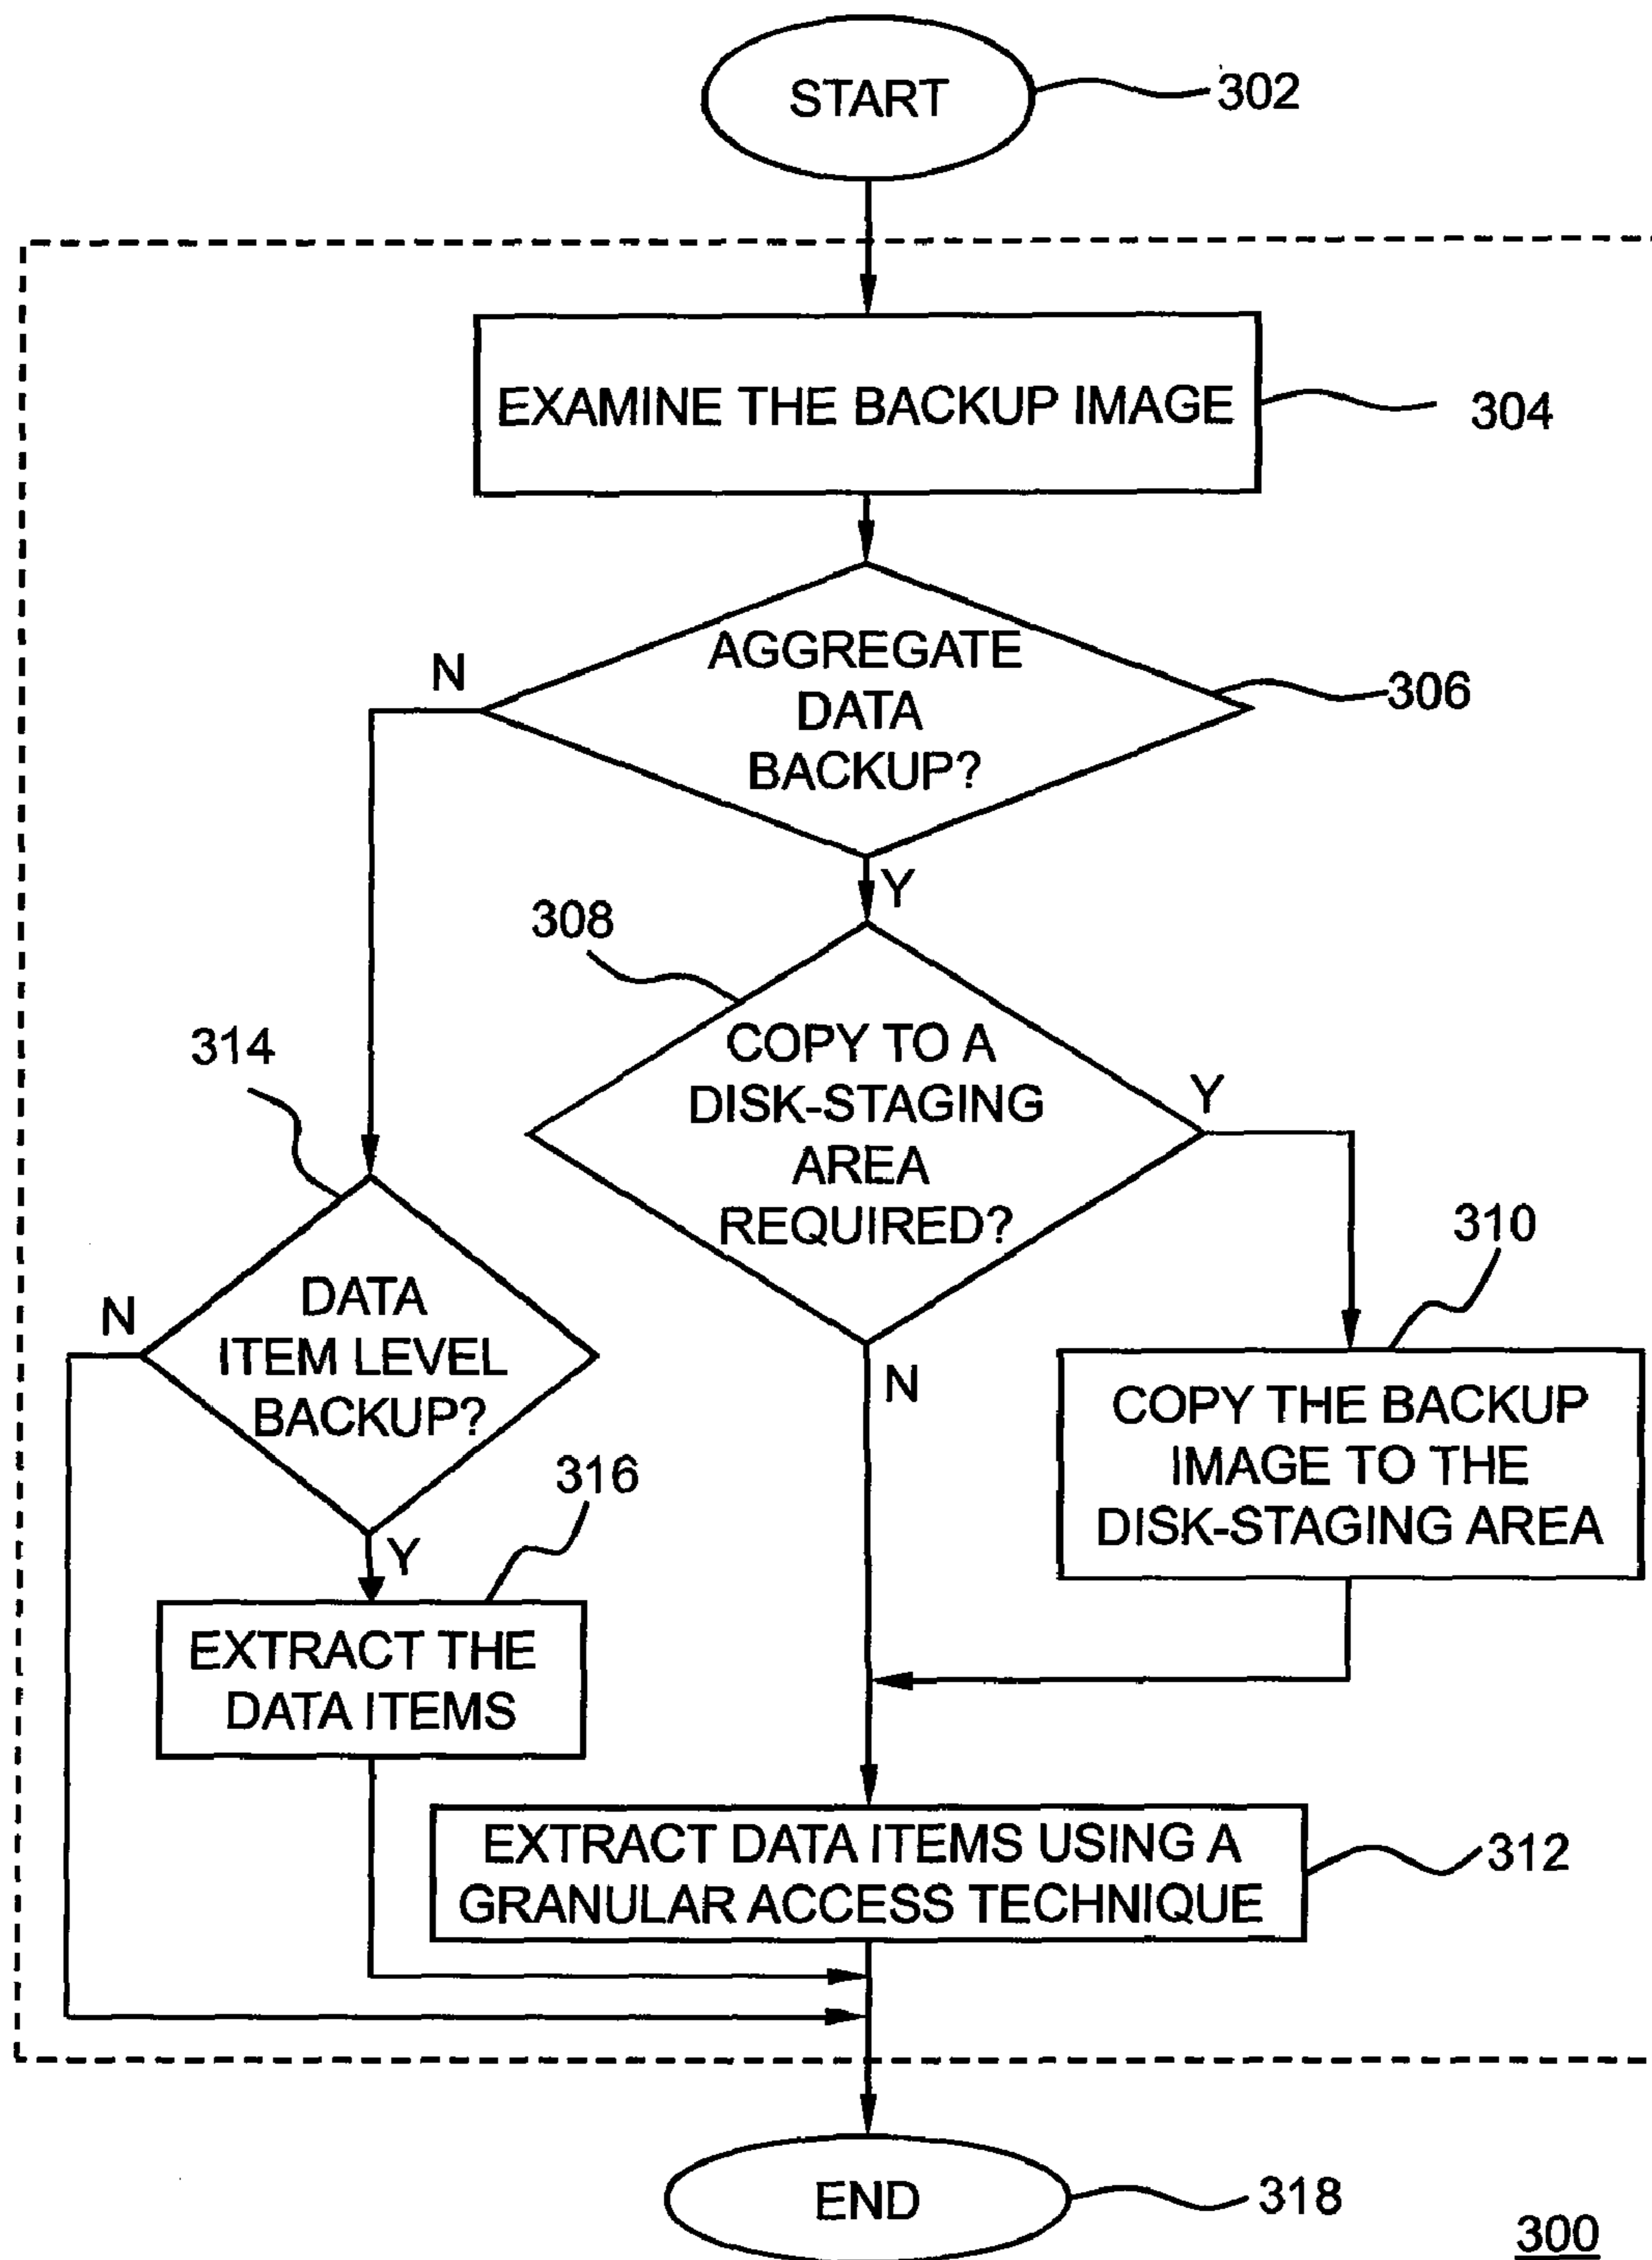 START
302
EXAMINE THE BACKUP IMAGE
304
AGGREGATE
DATA
BACKUP?
306
N
Y
308
COPY TO A
DISK-STAGING
AREA
REQUIRED?
Y
N
310
COPY THE BACKUP
IMAGE TO THE
DISK-STAGING AREA
314
DATA
ITEM LEVEL
BACKUP?
N
Y
316
EXTRACT THE
DATA ITEMS
EXTRACT DATA ITEMS USING A
GRANULAR ACCESS TECHNIQUE
312
END
318
300